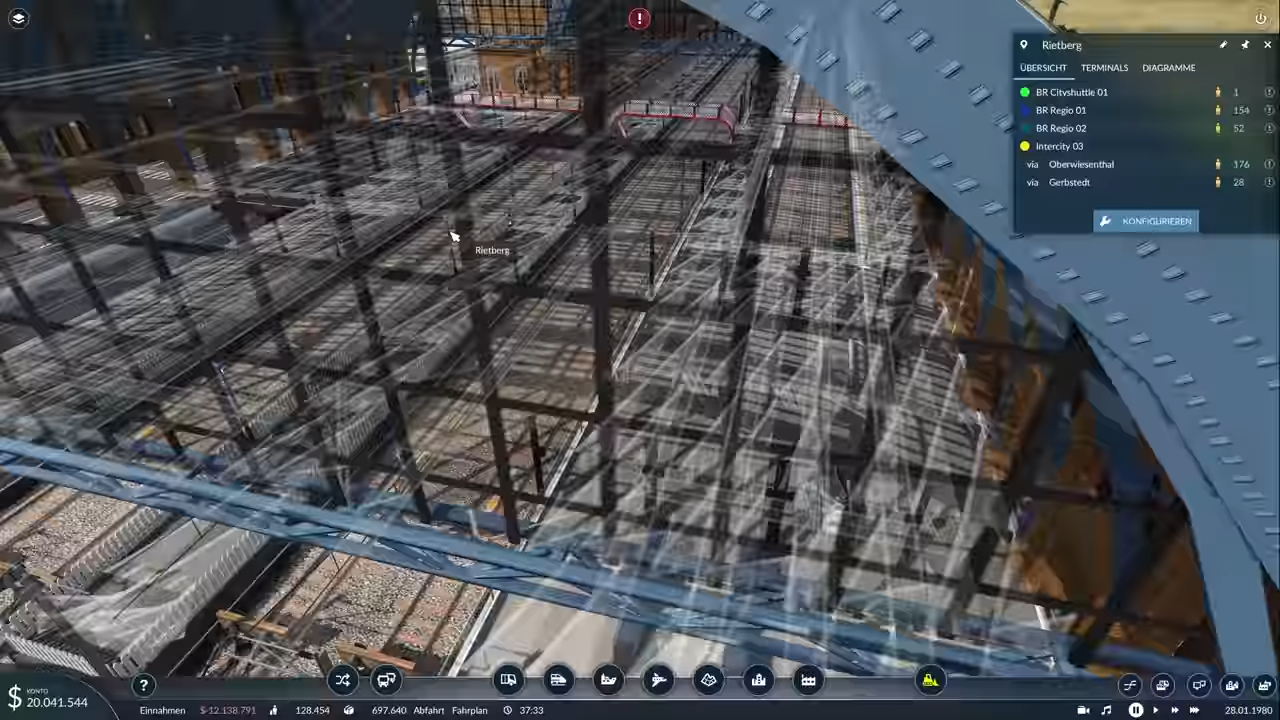 !
Rietberg
ÜBERSICHT TERMINALS DIAGRAMME
BR Cityshuttle 01 1
BR Regio 01 154
BR Regio 02 52
Intercity 03
via Oberwiesenthal 176
via Gerbstedt 28
KONFIGURIEREN
Rietberg
?
$ KONTO
20.041.544
Einnahmen $-12.138.791 128.454 697.640 Abfahrt Fahrplan 37:33
28.01.1980